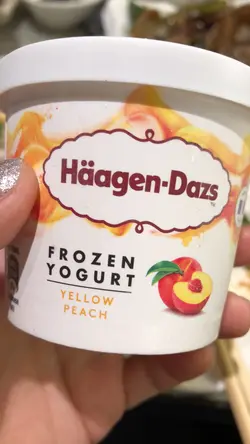 Häagen-Dazs
FROZEN
YOGURT
YELLOW
PEACH